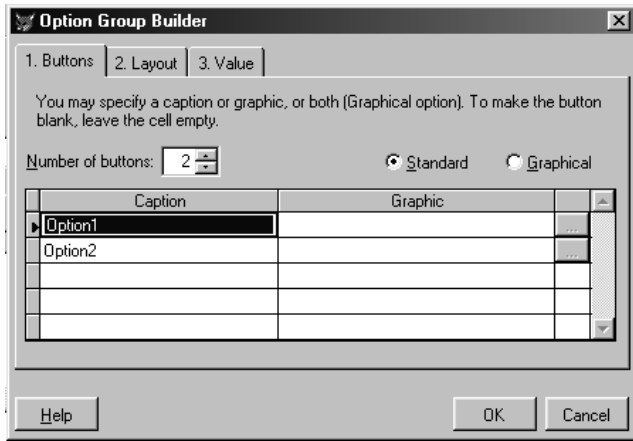 Option Group Builder
1. Buttons 2. Layout 3. Value
You may specify a caption or graphic, or both (Graphical option). To make the button
blank, leave the cell empty.
Number of buttons: 2 Standard Graphical
Caption Graphic
Option1 ...
Option2 ...
Help OK Cancel